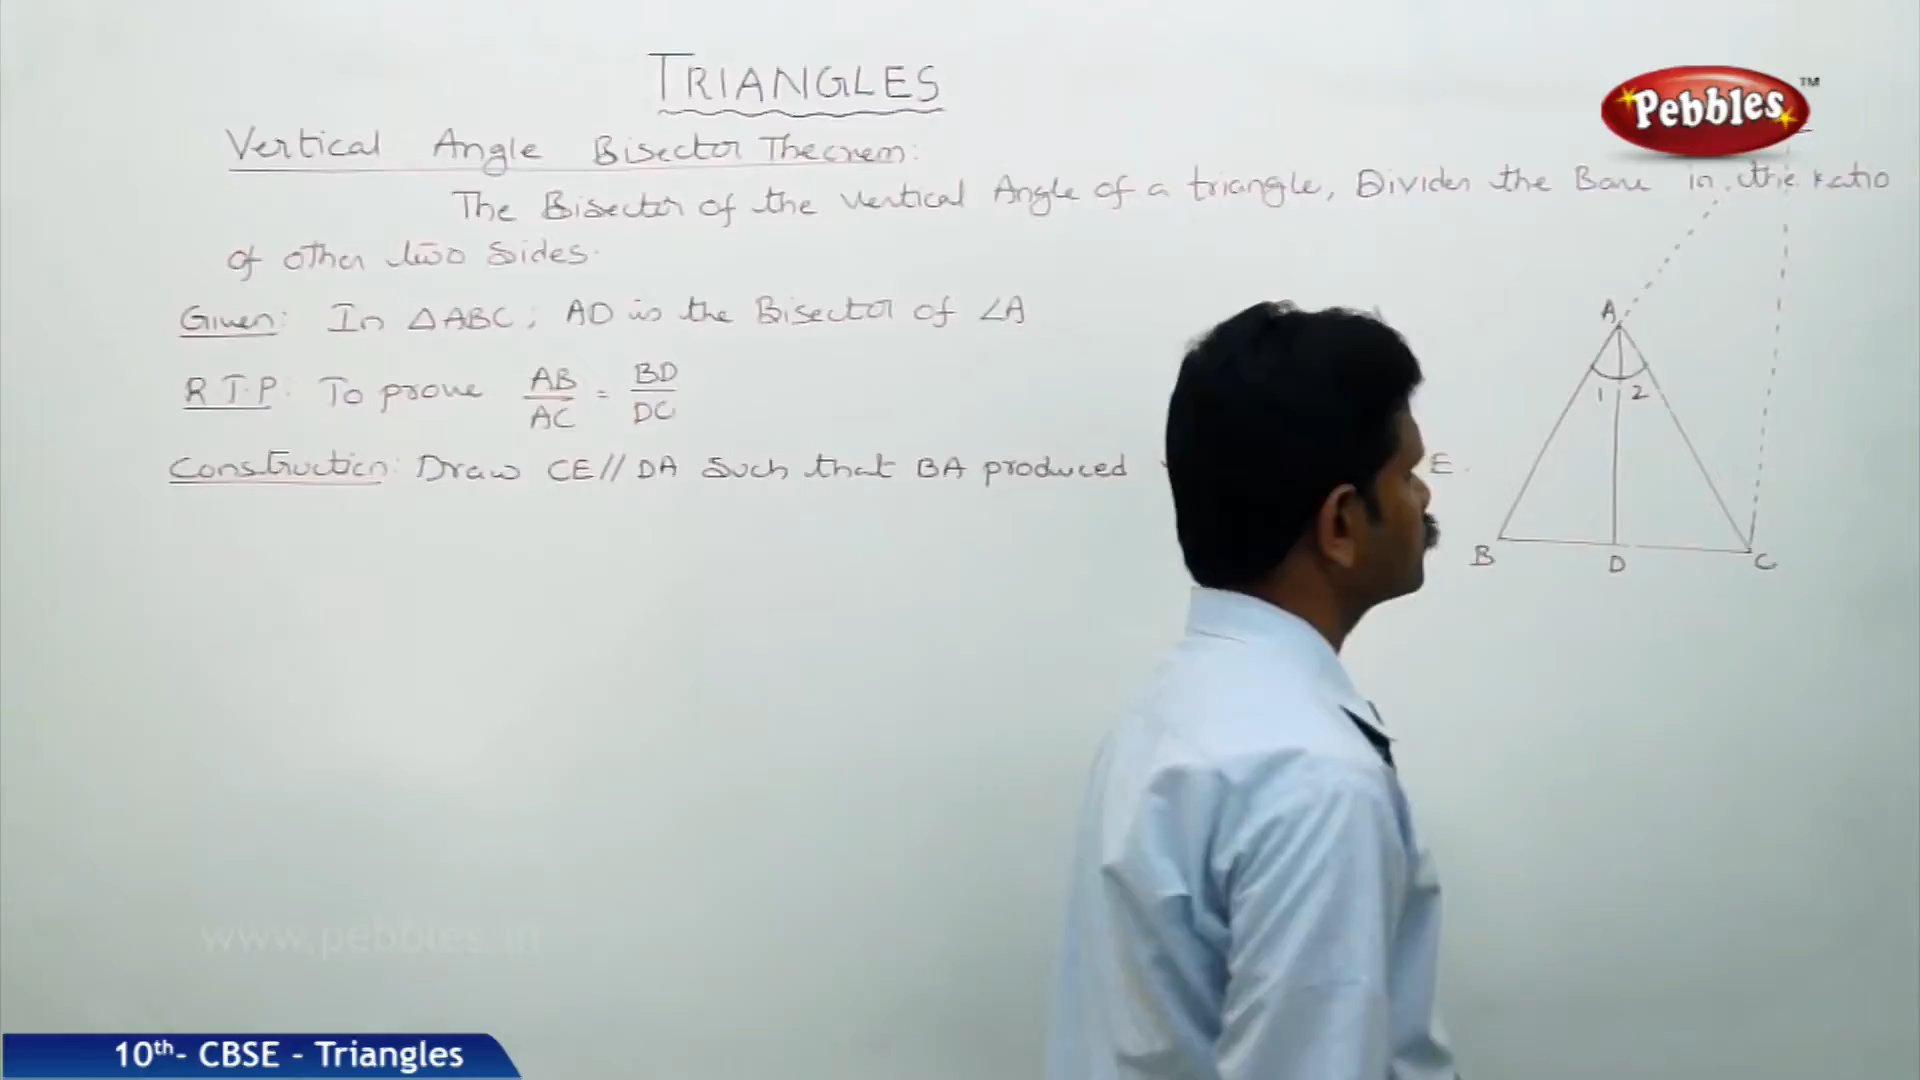 TRIANGLES
Pebbles™
Vertical Angle Bisector Theorem:
The Bisector of the Vertical Angle of a triangle, Divides the Base in the ratio
of other two sides.
Given: In △ABC; AD is the Bisector of ∠A
R.T.P: To prove AB/AC = BD/DC
Construction: Draw CE//DA Such that BA produced E.
A
1 2
B D C
www.pebbles.in
10th- CBSE - Triangles